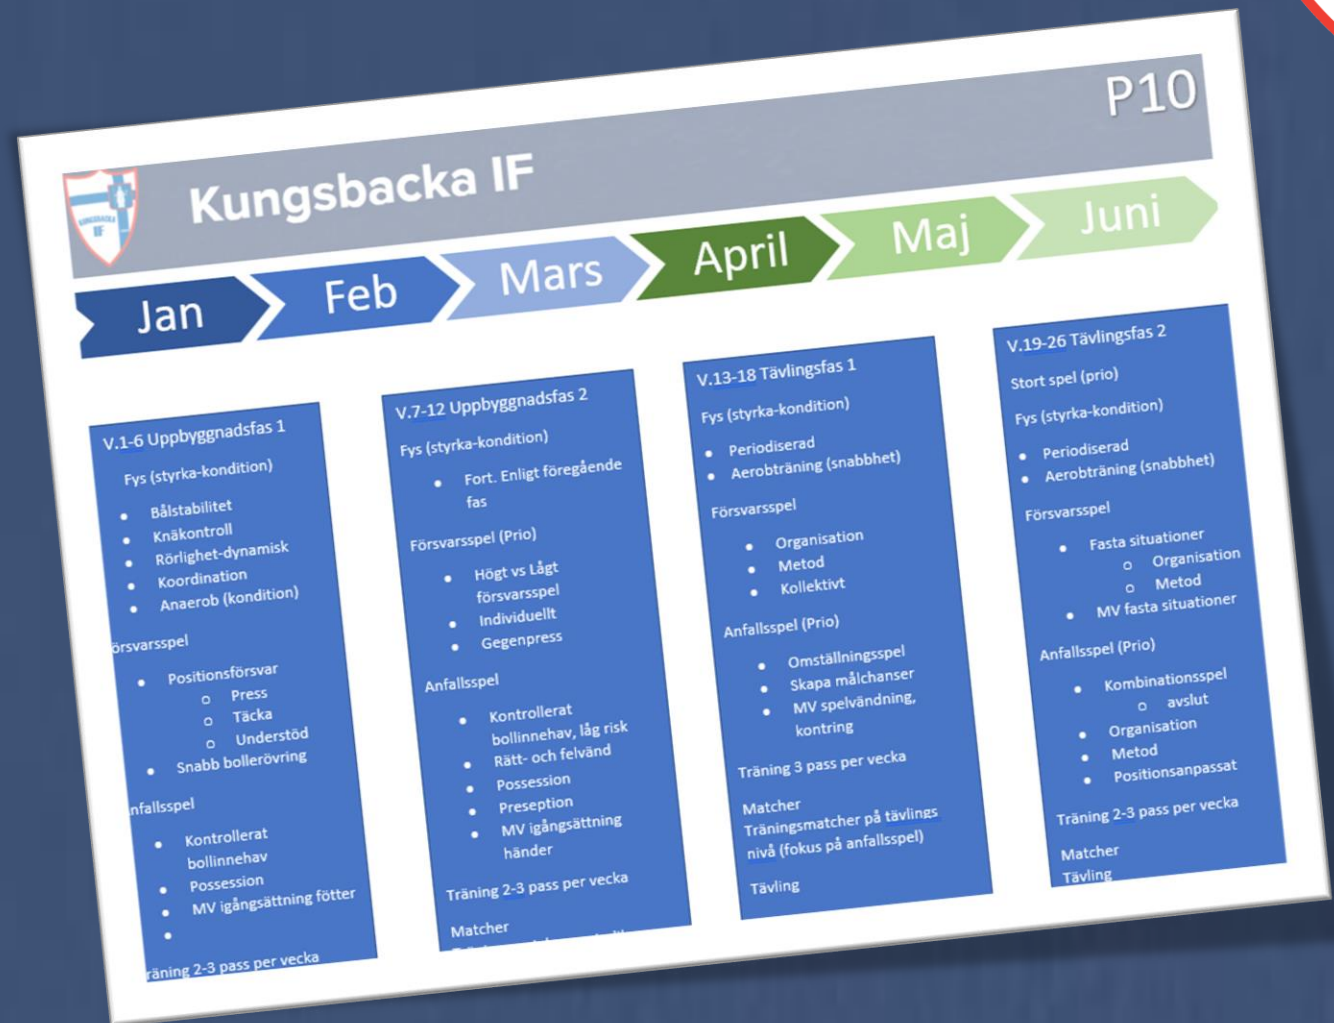 P10
Kungsbacka IF
KUNGSBACKA
IF
Jan
Feb
Mars
April
Maj
Juni
V.1-6 Uppbyggnadsfas 1
Fys (styrka-kondition)
Bålstabilitet
Knäkontroll
Rörlighet-dynamisk
Koordination
Anaerob (kondition)
örsvarsspel
Positionsförsvar
Press
Täcka
Understöd
Snabb bollerövring
nfallsspel
Kontrollerat
bollinnehav
Possession
MV igångsättning fötter
räning 2-3 pass per vecka
V.7-12 Uppbyggnadsfas 2
Fys (styrka-kondition)
Fort. Enligt föregående
fas
Försvarsspel (Prio)
Högt vs Lågt
försvarsspel
Individuellt
Gegenpress
Anfallsspel
Kontrollerat
bollinnehav, låg risk
Rätt- och felvänd
Possession
Preseption
MV igångsättning
händer
Träning 2-3 pass per vecka
Matcher
V.13-18 Tävlingsfas 1
Fys (styrka-kondition)
Periodiserad
Aerobträning (snabbhet)
Försvarsspel
Organisation
Metod
Kollektivt
Anfallsspel (Prio)
Omställningsspel
Skapa målchanser
MV spelvändning,
kontring
Träning 3 pass per vecka
Matcher
Träningsmatcher på tävlings
nivå (fokus på anfallsspel)
Tävling
V.19-26 Tävlingsfas 2
Stort spel (prio)
Fys (styrka-kondition)
Periodiserad
Aerobträning (snabbhet)
Försvarsspel
Fasta situationer
Organisation
Metod
MV fasta situationer
Anfallsspel (Prio)
Kombinationsspel
avslut
Organisation
Metod
Positionsanpassat
Träning 2-3 pass per vecka
Matcher
Tävling